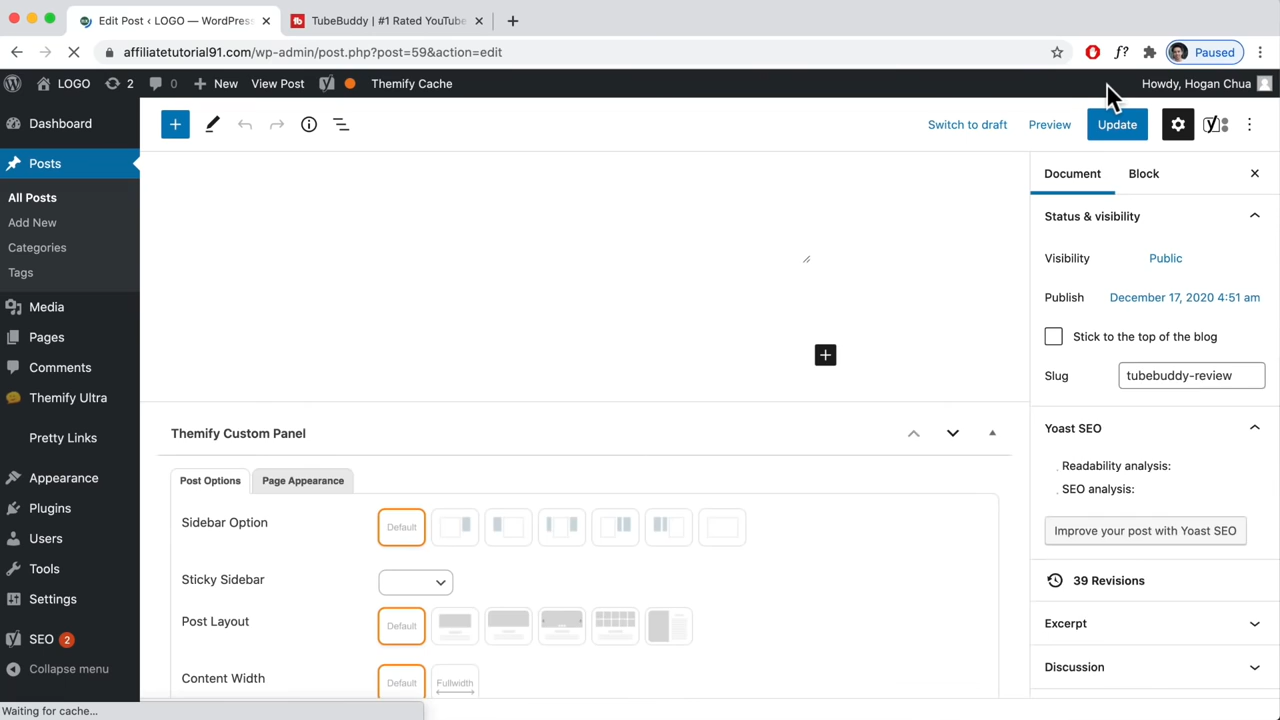 Edit Post ‹ LOGO — WordPress
TubeBuddy | #1 Rated YouTube
affiliatetutorial91.com/wp-admin/post.php?post=59&action=edit
f?
Paused
LOGO
2
0
New
View Post
Themify Cache
Howdy, Hogan Chua
Dashboard
Posts
All Posts
Add New
Categories
Tags
Media
Pages
Comments
Themify Ultra
Pretty Links
Appearance
Plugins
Users
Tools
Settings
SEO 2
Collapse menu
Switch to draft
Preview
Update
Document
Block
Status & visibility
Visibility
Public
Publish
December 17, 2020 4:51 am
Stick to the top of the blog
Slug
tubebuddy-review
Yoast SEO
Readability analysis:
SEO analysis:
Improve your post with Yoast SEO
39 Revisions
Excerpt
Discussion
Themify Custom Panel
Post Options
Page Appearance
Sidebar Option
Default
Sticky Sidebar
Post Layout
Default
Content Width
Default
Fullwidth
Waiting for cache...